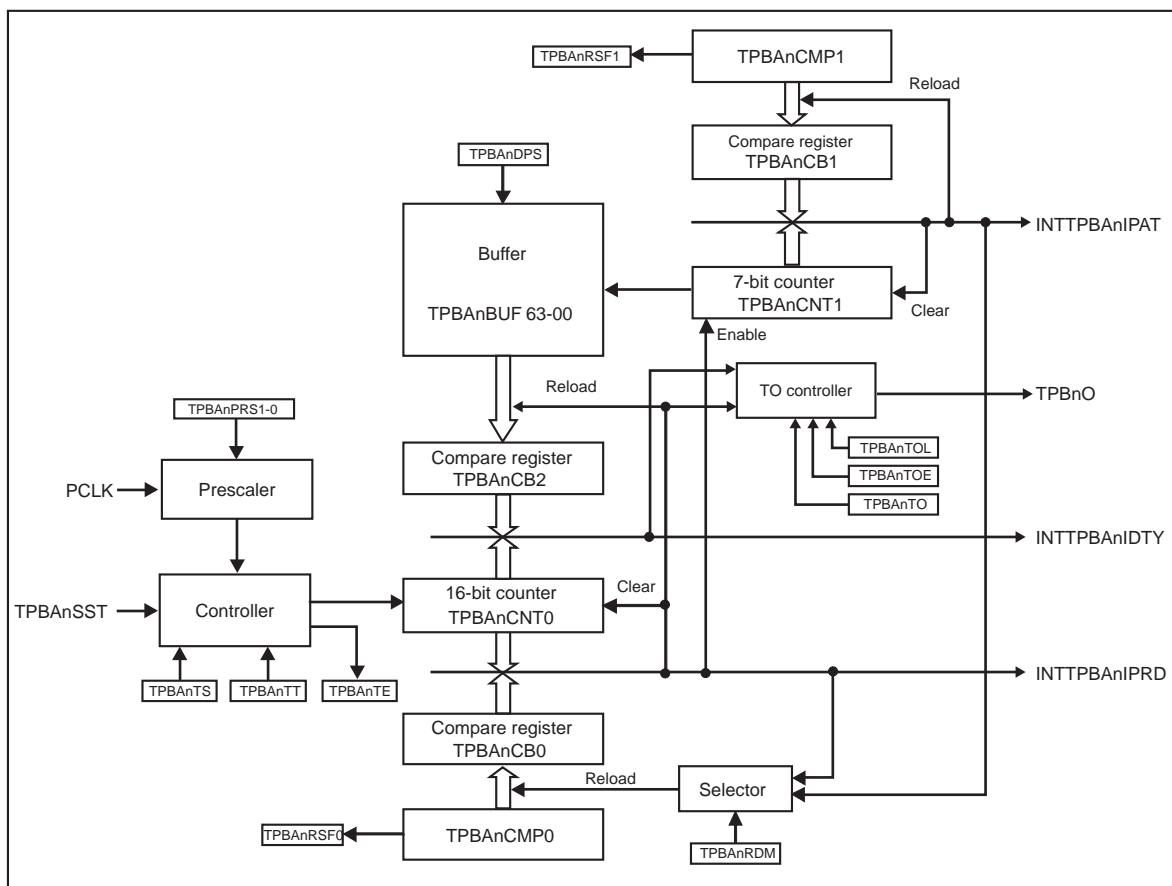 TPBAnRSF1
TPBAnCMP1
Reload
Compare register
TPBAnCB1
TPBAnDPS
INTTPBAnIPAT
Buffer
TPBAnBUF 63-00
7-bit counter
TPBAnCNT1
Clear
Enable
Reload
TO controller
TPBnO
TPBAnPRS1-0
TPBAnTOL
TPBAnTOE
TPBAnTO
Compare register
TPBAnCB2
PCLK
Prescaler
INTTPBAnIDTY
TPBAnSST
Controller
16-bit counter
TPBAnCNT0
Clear
TPBAnTS
TPBAnTT
TPBAnTE
INTTPBAnIPRD
Compare register
TPBAnCB0
Reload
Selector
TPBAnRSF0
TPBAnCMP0
TPBAnRDM